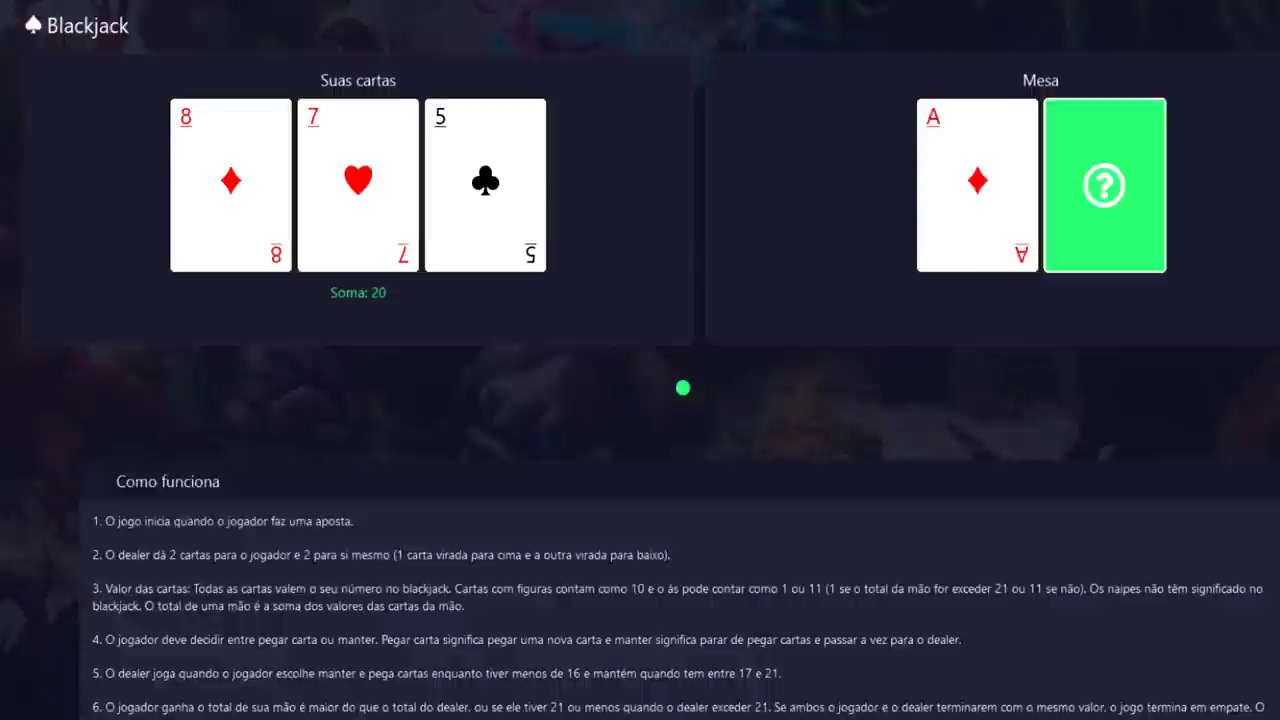 Blackjack
Suas cartas
Mesa
8
7
5
A
8
7
5
A
Soma: 20
Como funciona
1. O jogo inicia quando o jogador faz uma aposta.
2. O dealer dá 2 cartas para o jogador e 2 para si mesmo (1 carta virada para cima e a outra virada para baixo).
3. Valor das cartas: Todas as cartas valem o seu número no blackjack. Cartas com figuras contam como 10 e o ás pode contar como 1 ou 11 (1 se o total da mão for exceder 21 ou 11 se não). Os naipes não têm significado no
blackjack. O total de uma mão é a soma dos valores das cartas da mão.
4. O jogador deve decidir entre pegar carta ou manter. Pegar carta significa pegar uma nova carta e manter significa parar de pegar cartas e passar a vez para o dealer.
5. O dealer joga quando o jogador escolhe manter e pega cartas enquanto tiver menos de 16 e mantém quando tem entre 17 e 21.
6. O jogador ganha o total de sua mão é maior do que o total do dealer, ou se ele tiver 21 ou menos quando o dealer exceder 21. Se ambos o jogador e o dealer terminarem com o mesmo valor, o jogo termina em empate. O